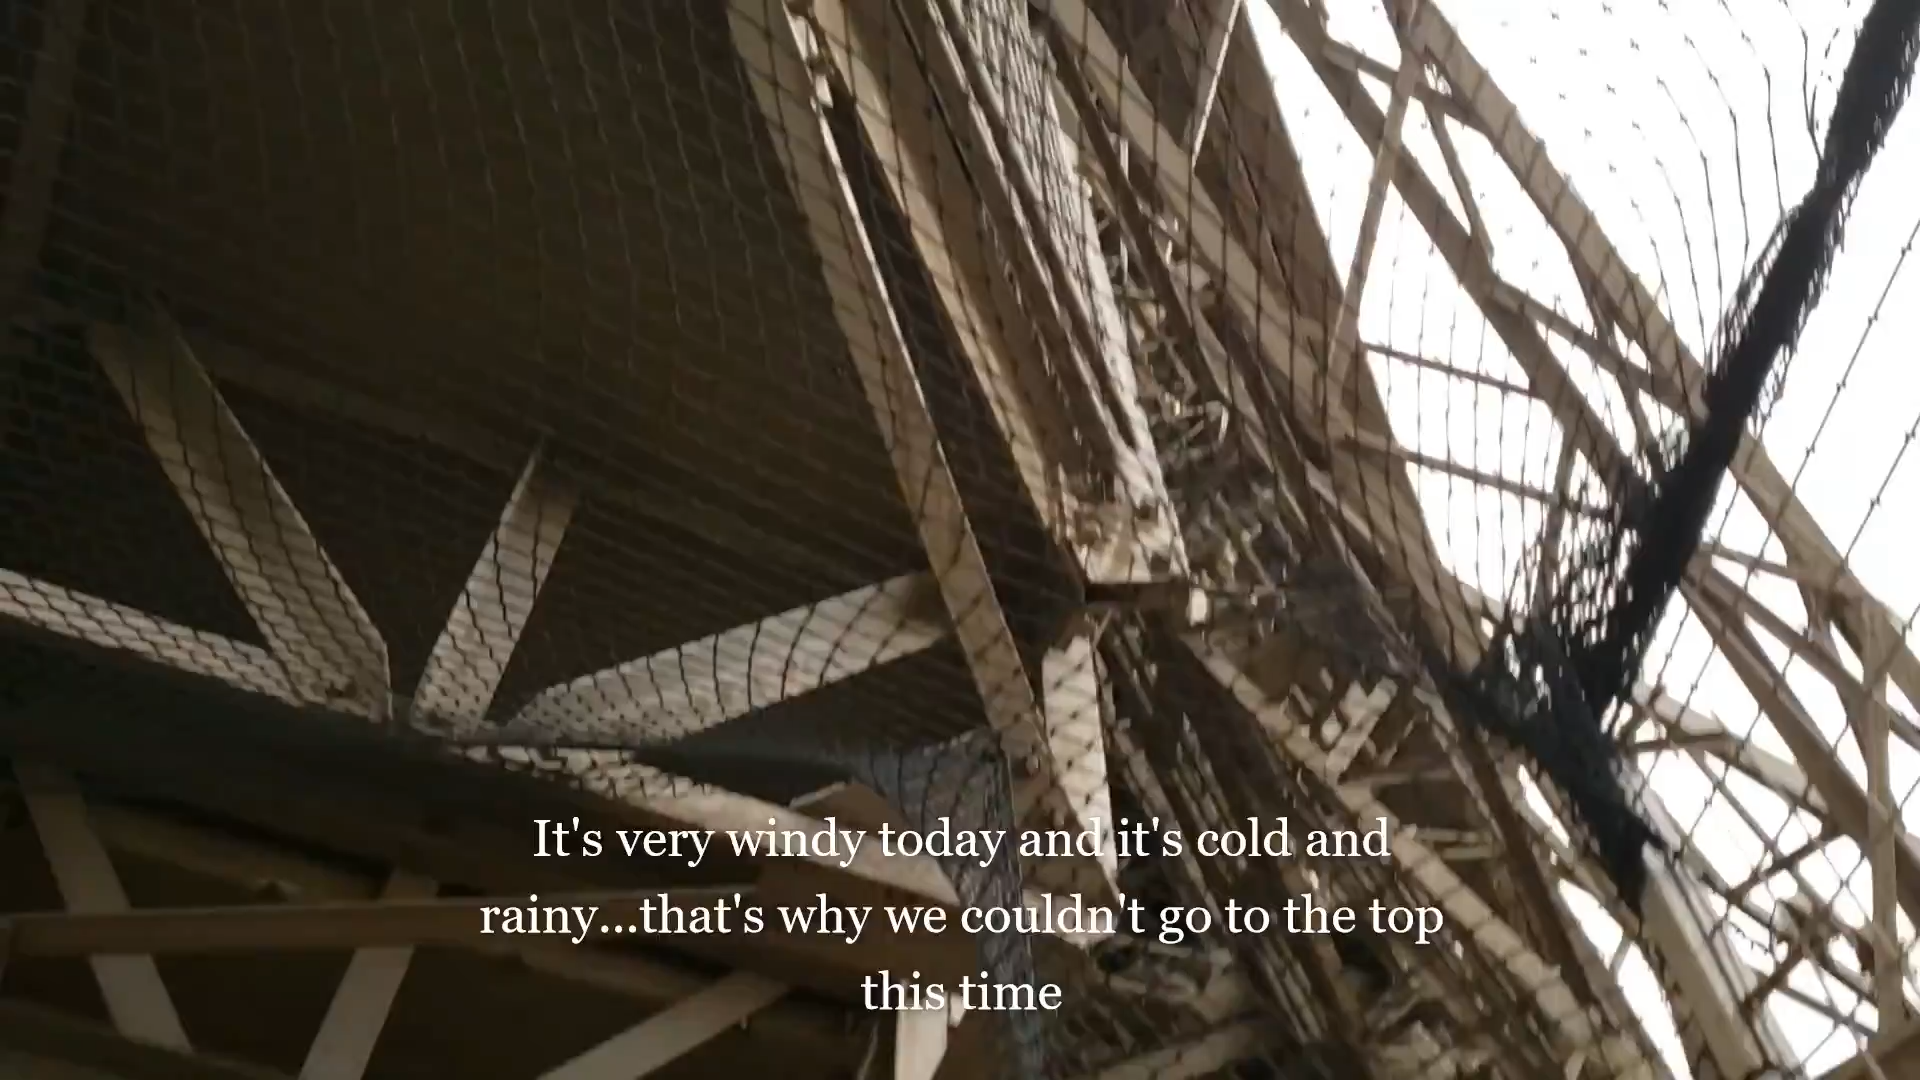 It's very windy today and it's cold and
rainy...that's why we couldn't go to the top
this time